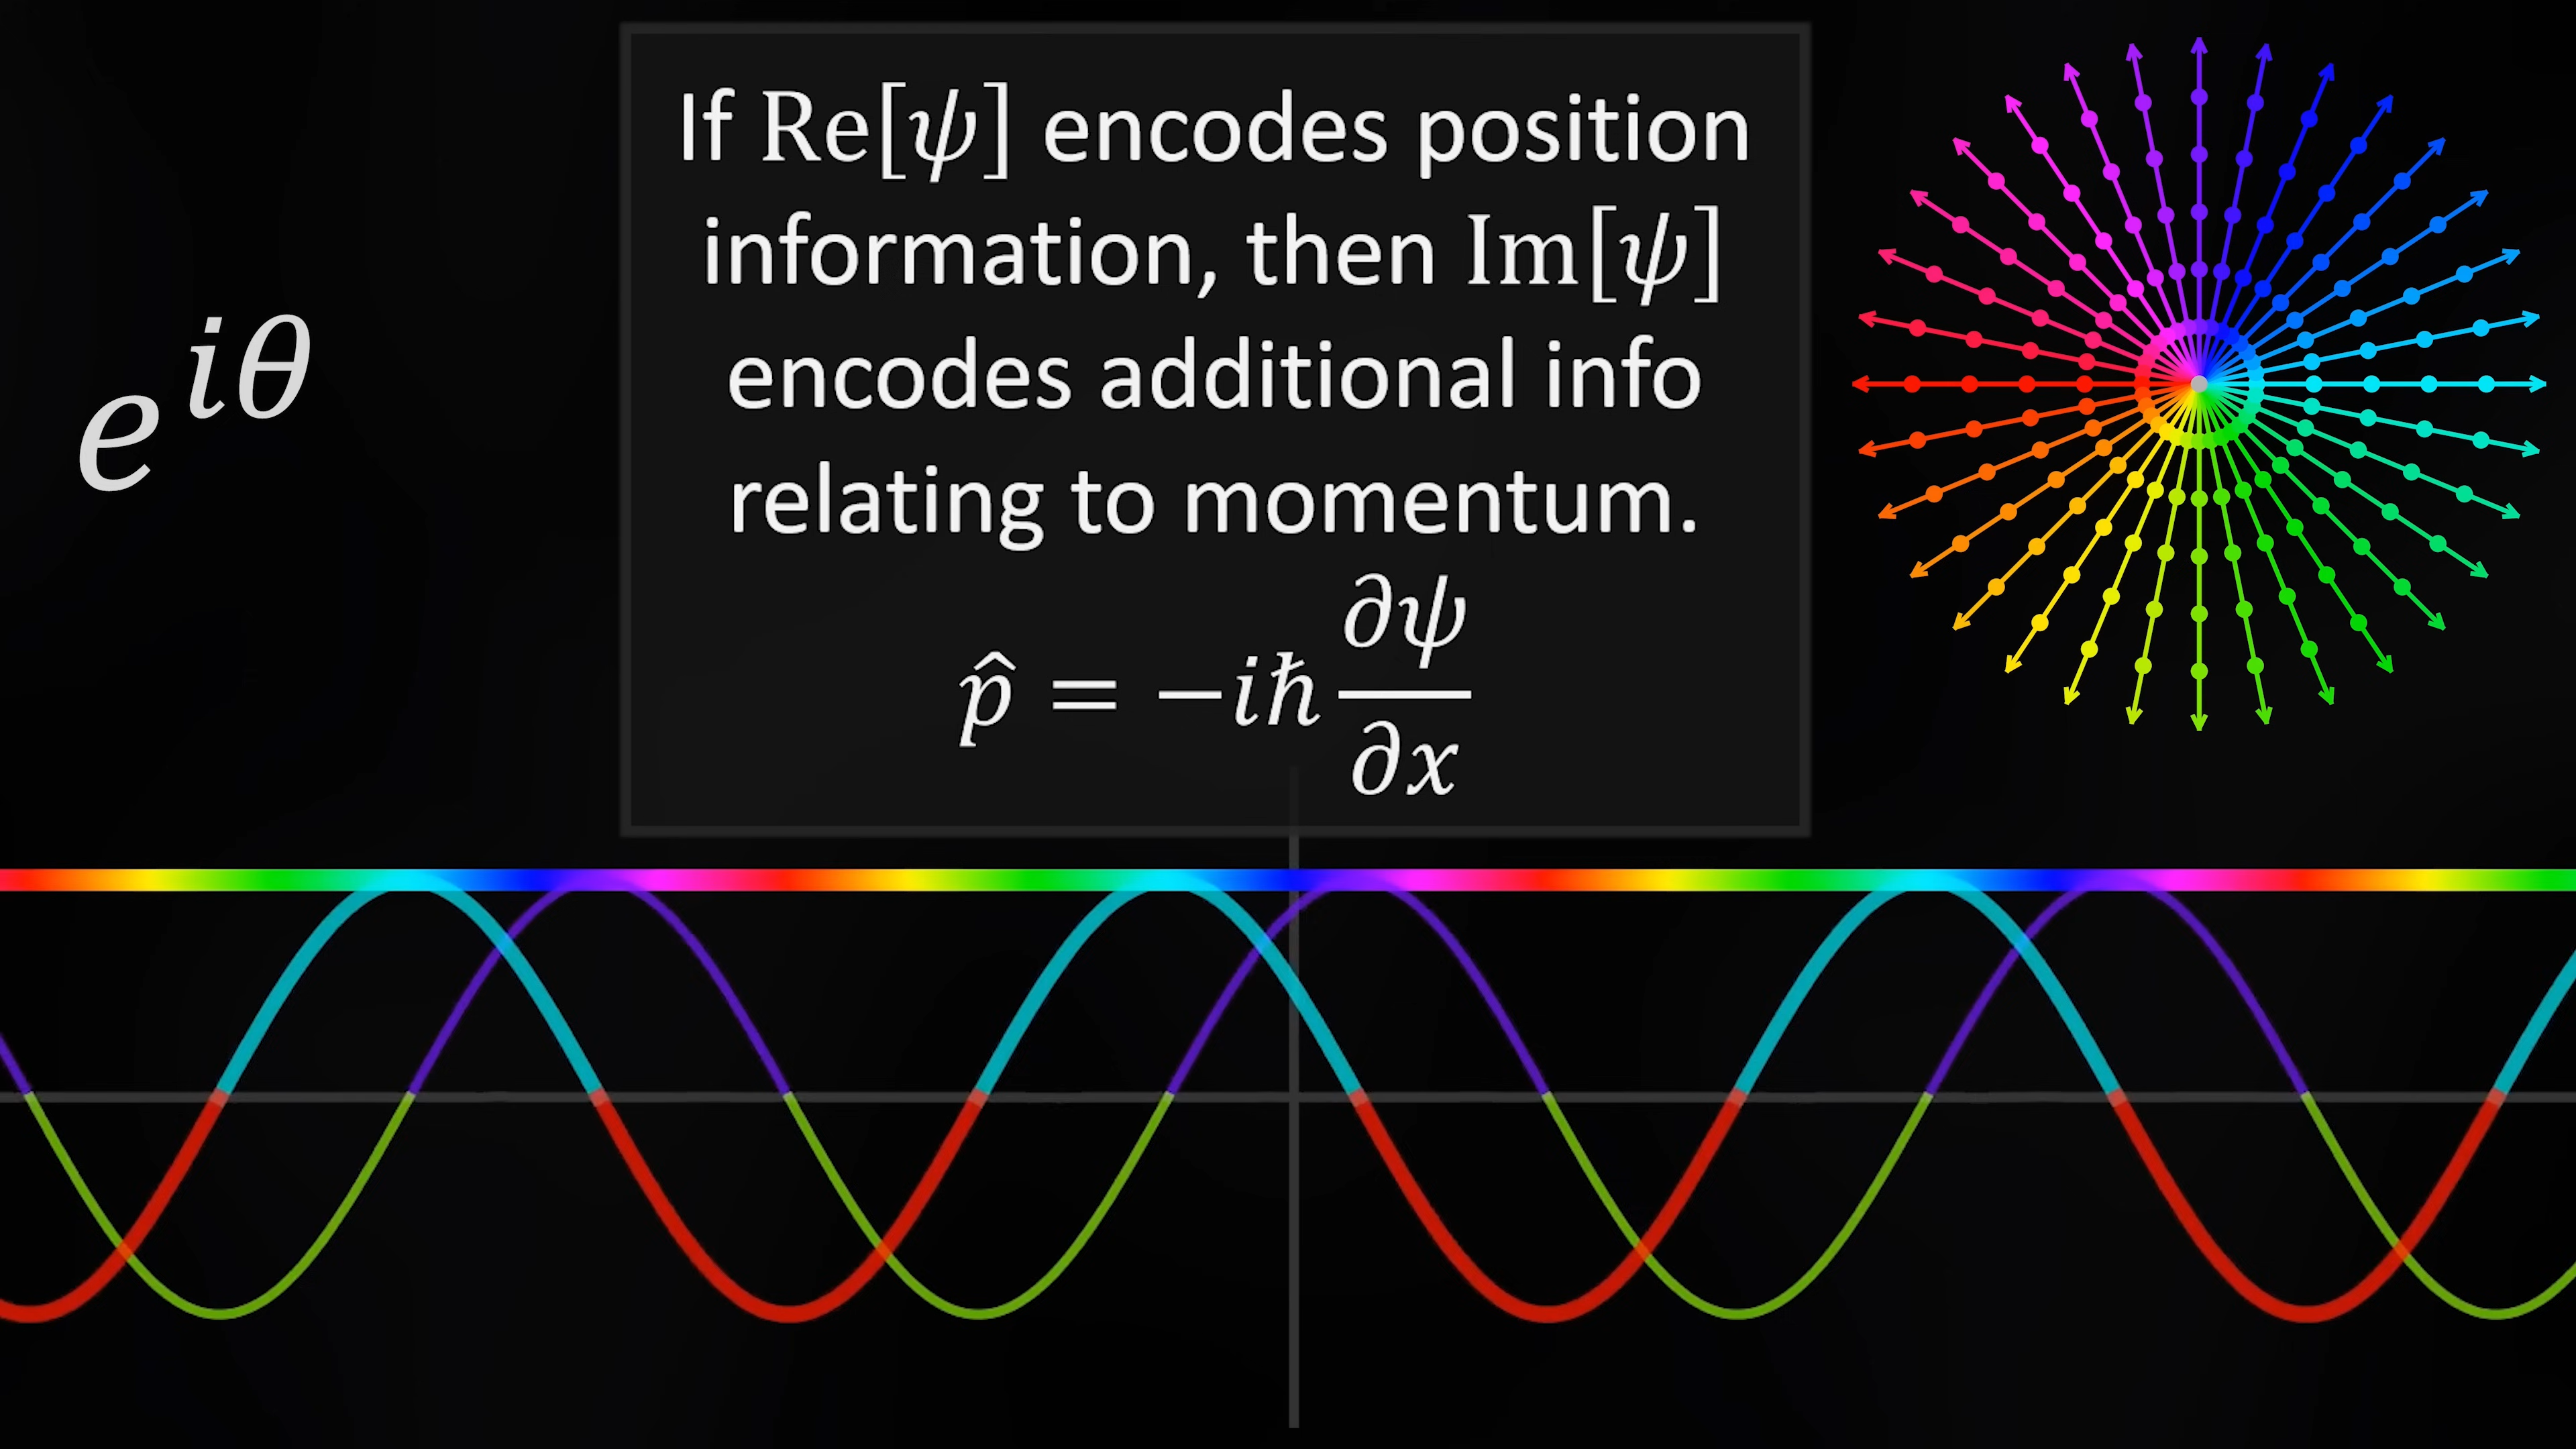 e^{iθ}
If Re[ψ] encodes position
information, then Im[ψ]
encodes additional info
relating to momentum.
p̂ = −iℏ ∂ψ/∂x